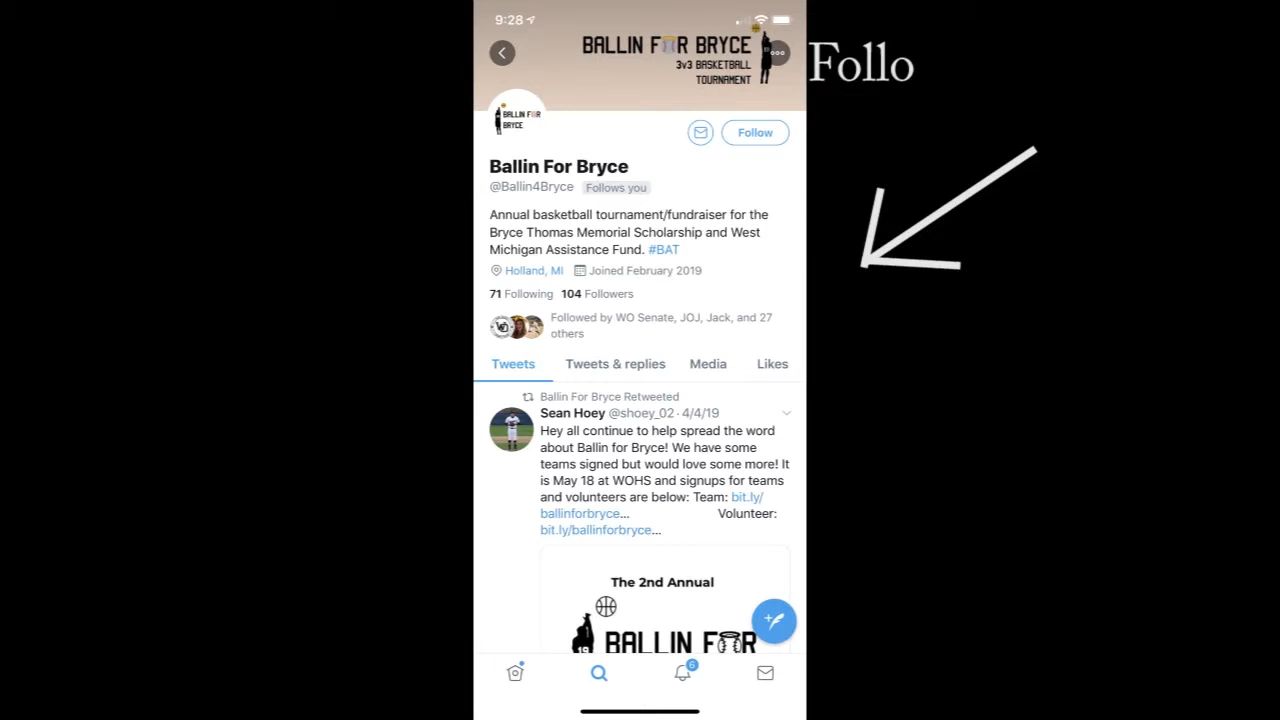 9:28
BALLIN FOR BRYCE
3V3 BASKETBALL
TOURNAMENT
Follo
BALLIN FOR
BRYCE
Follow
Ballin For Bryce
@Ballin4Bryce Follows you
Annual basketball tournament/fundraiser for the
Bryce Thomas Memorial Scholarship and West
Michigan Assistance Fund. #BAT
Holland, MI Joined February 2019
71 Following 104 Followers
Followed by WO Senate, JOJ, Jack, and 27
others
Tweets Tweets & replies Media Likes
Ballin For Bryce Retweeted
Sean Hoey @shoey_02 · 4/4/19
Hey all continue to help spread the word
about Ballin for Bryce! We have some
teams signed but would love some more! It
is May 18 at WOHS and signups for teams
and volunteers are below: Team: bit.ly/
ballinforbryce… Volunteer:
bit.ly/ballinforbryce…
The 2nd Annual
BALLIN FOR
6